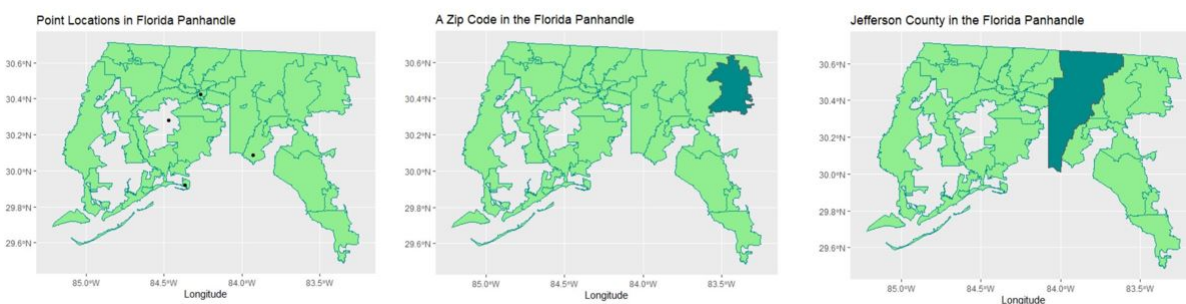 Point Locations in Florida Panhandle
30.6°N
30.4°N
30.2°N
30.0°N
29.8°N
29.6°N
85.0°W 84.5°W 84.0°W 83.5°W
Longitude
A Zip Code in the Florida Panhandle
30.6°N
30.4°N
30.2°N
30.0°N
29.8°N
29.6°N
85.0°W 84.5°W 84.0°W 83.5°W
Longitude
Jefferson County in the Florida Panhandle
30.6°N
30.4°N
30.2°N
30.0°N
29.8°N
29.6°N
85.0°W 84.5°W 84.0°W 83.5°W
Longitude